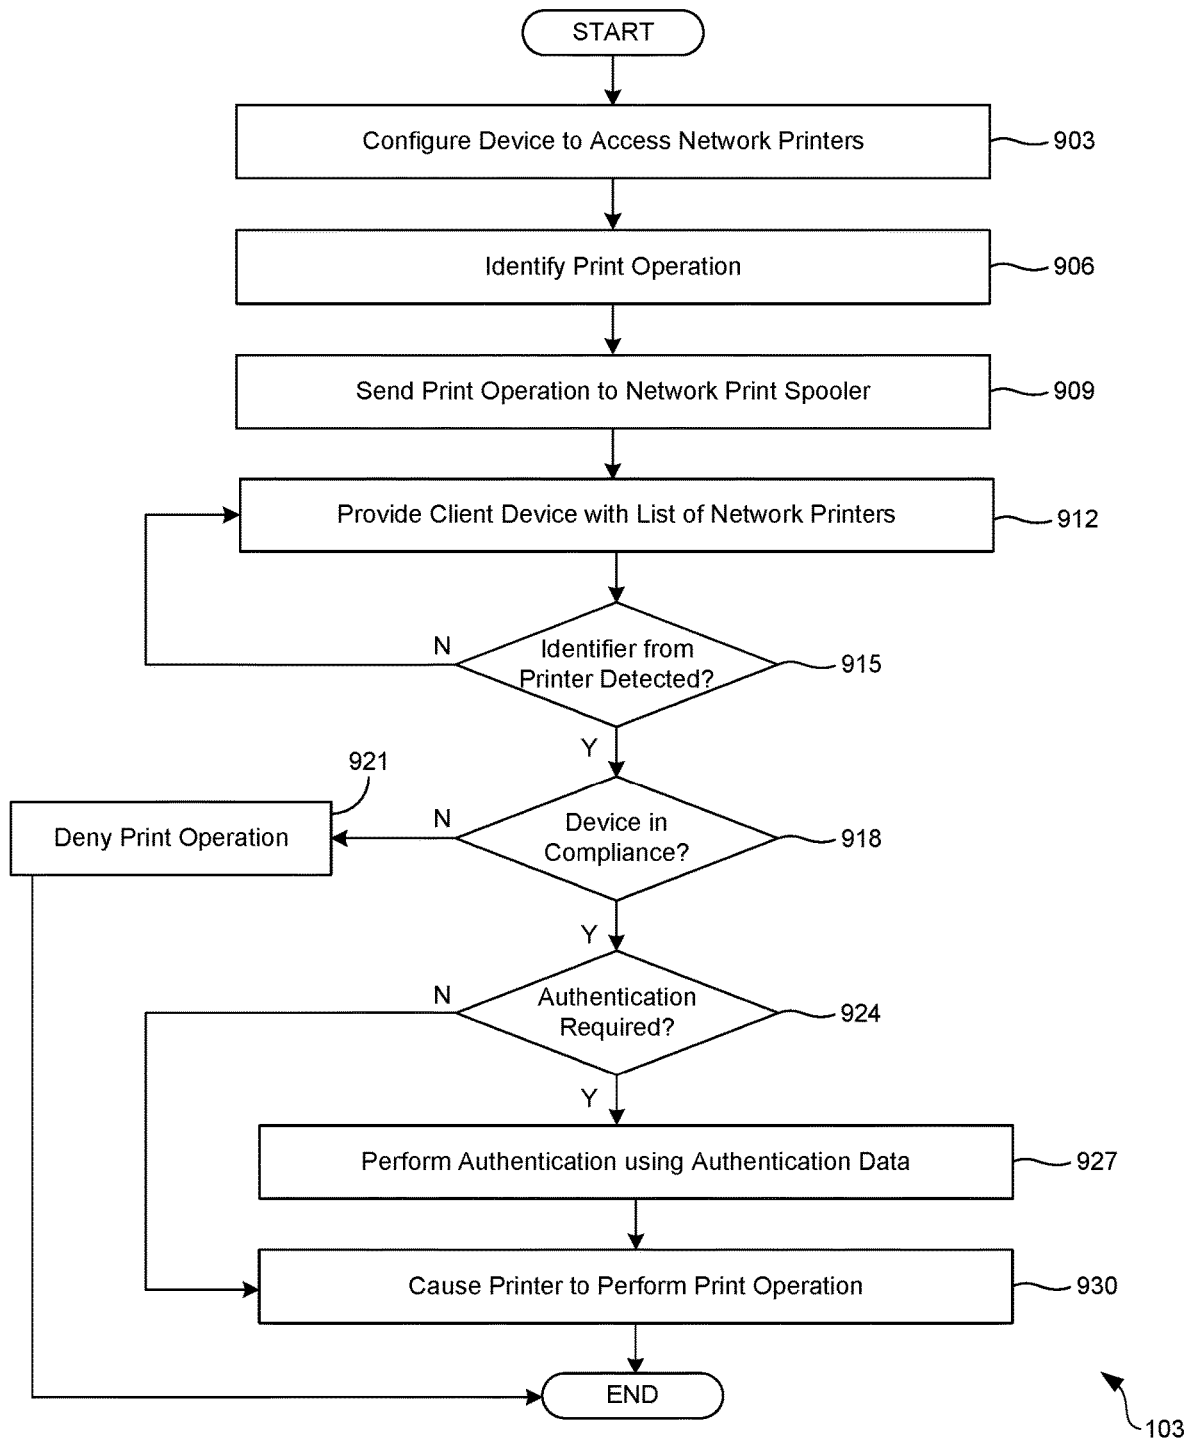 START
Configure Device to Access Network Printers
903
Identify Print Operation
906
Send Print Operation to Network Print Spooler
909
Provide Client Device with List of Network Printers
912
N
Identifier from
Printer Detected?
915
Y
921
Deny Print Operation
N
Device in
Compliance?
918
Y
N
Authentication
Required?
924
Y
Perform Authentication using Authentication Data
927
Cause Printer to Perform Print Operation
930
END
103